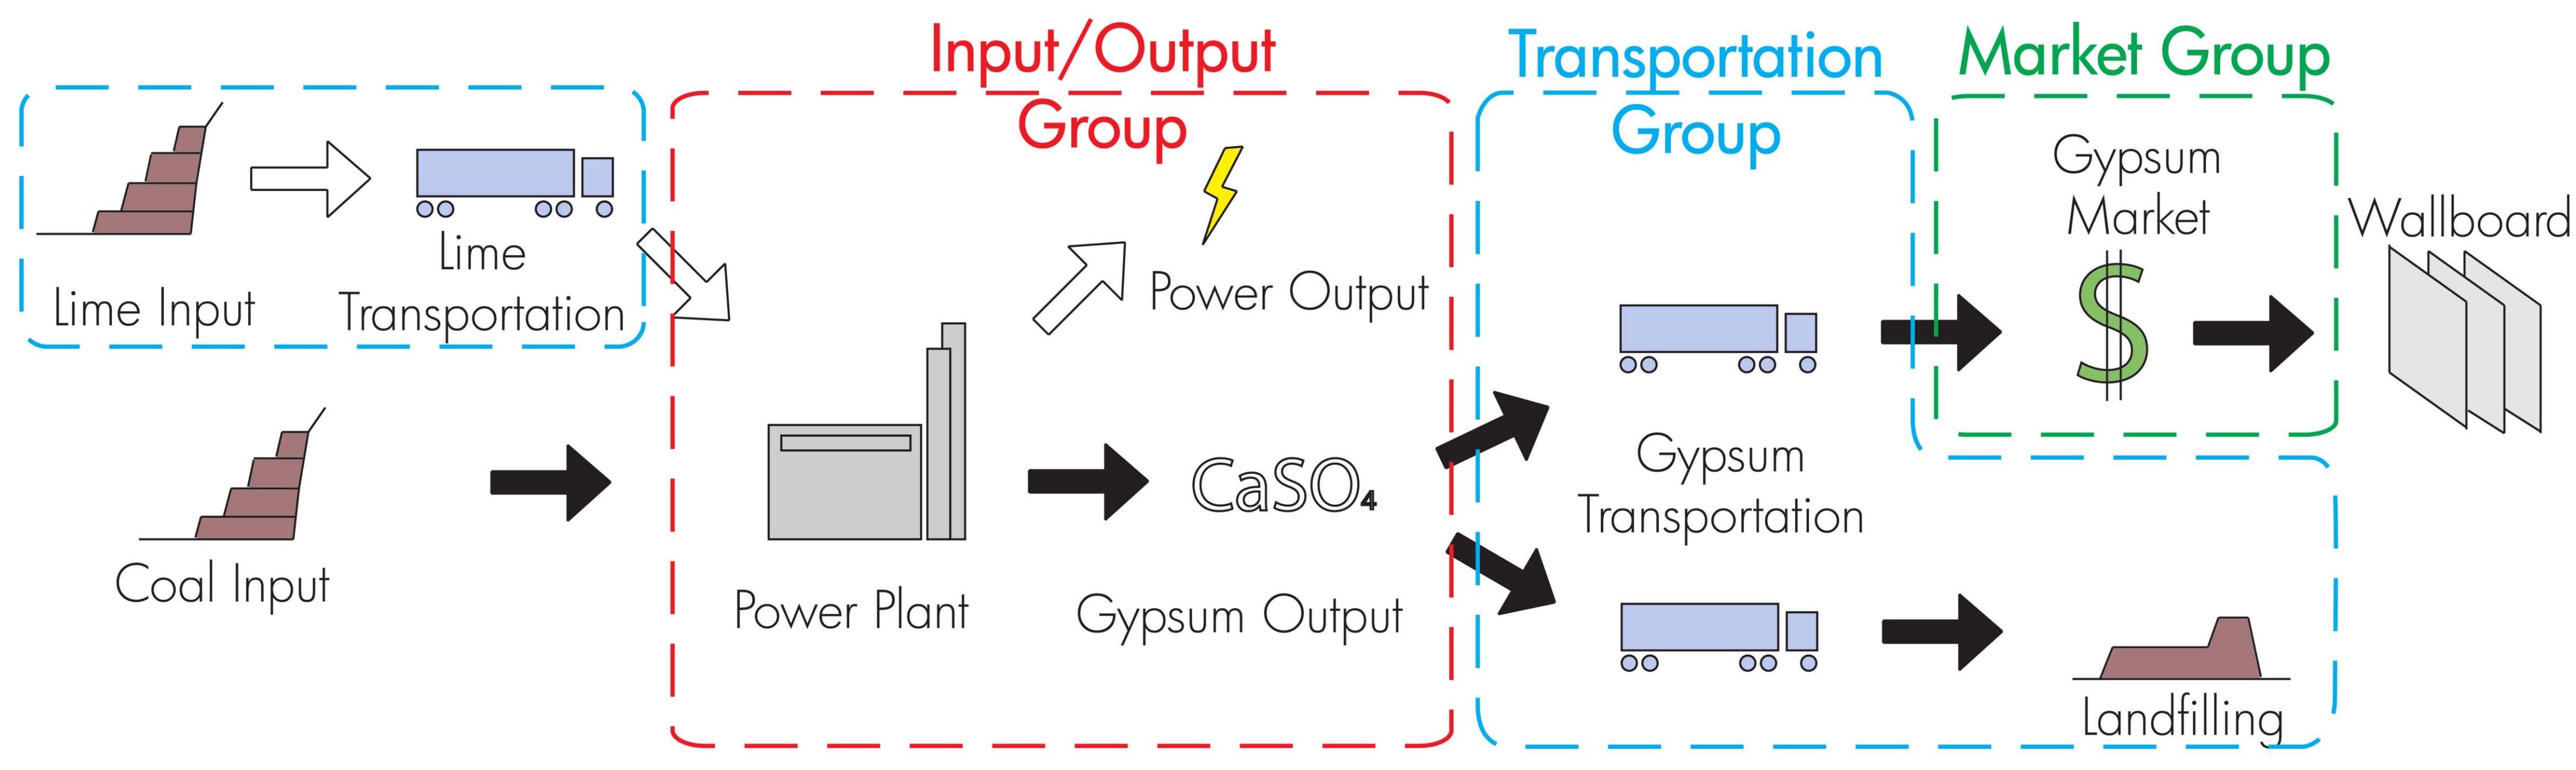 Input/Output
Group
Transportation
Group
Market Group
Lime Input
Lime
Transportation
Coal Input
Power Plant
Power Output
CaSO₄
Gypsum Output
Gypsum
Transportation
Gypsum
Market
$
Wallboard
Landfilling